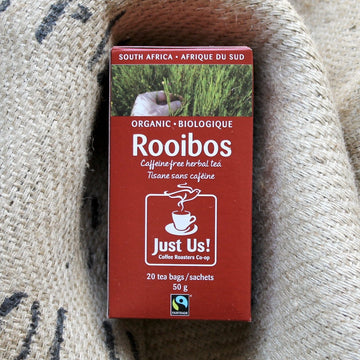 SOUTH AFRICA • AFRIQUE DU SUD
ORGANIC • BIOLOGIQUE
Rooibos
Caffeine-free herbal tea
Tisane sans caféine
Just Us!
Coffee Roasters Co-op
20 tea bags/sachets
50 g
FAIRTRADE